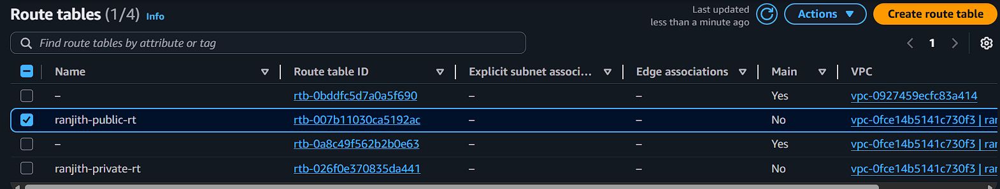 Route tables (1/4) Info
Last updated
less than a minute ago
Actions
Create route table
Find route tables by attribute or tag
1
Name Route table ID Explicit subnet associ... Edge associations Main VPC
– rtb-0bddfc5d7a0a5f690 – – Yes vpc-0927459ecfc83a414
ranjith-public-rt rtb-007b11030ca5192ac – – No vpc-0fce14b5141c730f3 | ran
– rtb-0a8c49f562b2b0e63 – – Yes vpc-0fce14b5141c730f3 | ran
ranjith-private-rt rtb-026f0e370835da441 – – No vpc-0fce14b5141c730f3 | ran